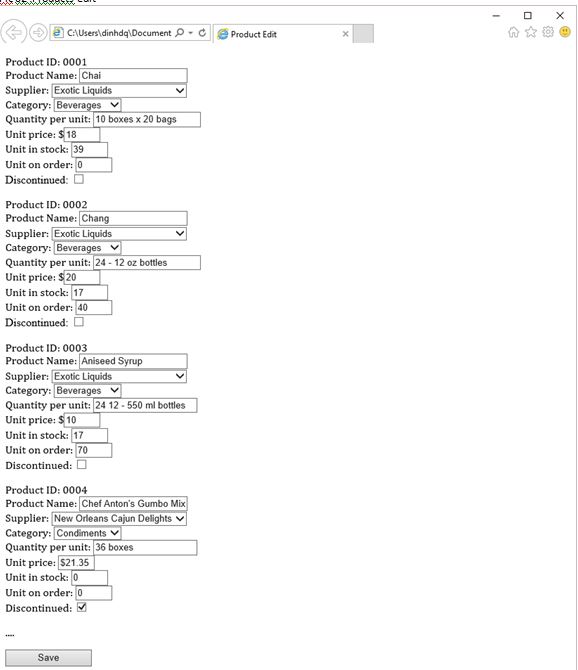 C:\Users\dinhdq\Document
Product Edit
Product ID: 0001
Product Name: Chai
Supplier: Exotic Liquids
Category: Beverages
Quantity per unit: 10 boxes x 20 bags
Unit price: $18
Unit in stock: 39
Unit on order: 0
Discontinued:
Product ID: 0002
Product Name: Chang
Supplier: Exotic Liquids
Category: Beverages
Quantity per unit: 24 - 12 oz bottles
Unit price: $20
Unit in stock: 17
Unit on order: 40
Discontinued:
Product ID: 0003
Product Name: Aniseed Syrup
Supplier: Exotic Liquids
Category: Beverages
Quantity per unit: 24 12 - 550 ml bottles
Unit price: $10
Unit in stock: 17
Unit on order: 70
Discontinued:
Product ID: 0004
Product Name: Chef Anton's Gumbo Mix
Supplier: New Orleans Cajun Delights
Category: Condiments
Quantity per unit: 36 boxes
Unit price: $21.35
Unit in stock: 0
Unit on order: 0
Discontinued:
....
Save